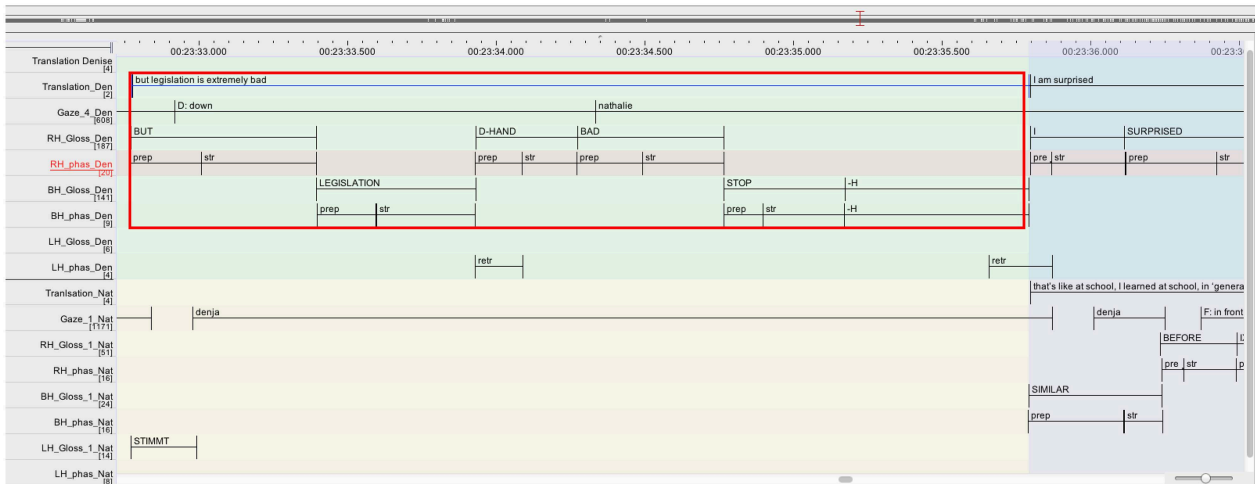 00:23:33.000 00:23:33.500 00:23:34.000 00:23:34.500 00:23:35.000 00:23:35.500 00:23:36.000 00:23:3
Translation Denise
[4]
Translation_Den but legislation is extremely bad I am surprised
[2]
Gaze_4_Den D: down nathalie
[608]
RH_Gloss_Den BUT D-HAND BAD I SURPRISED
[187]
RH_phas_Den prep str prep str prep str pre str prep str
[20]
BH_Gloss_Den LEGISLATION STOP -H
[141]
BH_phas_Den prep str prep str -H
[9]
LH_Gloss_Den
[6]
LH_phas_Den retr retr
[4]
Tranlsation_Nat that's like at school, I learned at school, in 'genera
[4]
Gaze_1_Nat denja denja F: in front
[1171]
RH_Gloss_1_Nat BEFORE
[51]
RH_phas_Nat pre str p
[16]
BH_Gloss_1_Nat SIMILAR
[24]
BH_phas_Nat prep str
[16]
LH_Gloss_1_Nat STIMMT
[14]
LH_phas_Nat
[8]